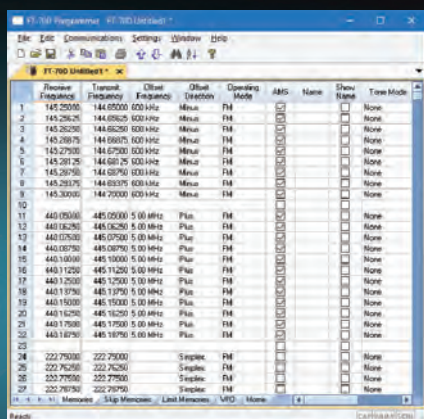 FT-70D Programmer - FT-70D Untitled1 *
File Edit Communications Settings Window Help
FT-70D Untitled1 *
Receive Frequency Transmit Frequency Offset Frequency Offset Direction Operating Mode AMS Name Show Name Tone Mode
1 145.25000 144.65000 600 kHz Minus FM None
2 145.25625 144.65625 600 kHz Minus FM None
3 145.26250 144.66250 600 kHz Minus FM None
4 145.26875 144.66875 600 kHz Minus FM None
5 145.27500 144.67500 600 kHz Minus FM None
6 145.28125 144.68125 600 kHz Minus FM None
7 145.28750 144.68750 600 kHz Minus FM None
8 145.29375 144.69375 600 kHz Minus FM None
9 145.30000 144.70000 600 kHz Minus FM None
10
11 440.05000 445.05000 5.00 MHz Plus FM None
12 440.06250 445.06250 5.00 MHz Plus FM None
13 440.07500 445.07500 5.00 MHz Plus FM None
14 440.08750 445.08750 5.00 MHz Plus FM None
15 440.10000 445.10000 5.00 MHz Plus FM None
16 440.11250 445.11250 5.00 MHz Plus FM None
17 440.12500 445.12500 5.00 MHz Plus FM None
18 440.13750 445.13750 5.00 MHz Plus FM None
19 440.15000 445.15000 5.00 MHz Plus FM None
20 440.16250 445.16250 5.00 MHz Plus FM None
21 440.17500 445.17500 5.00 MHz Plus FM None
22 440.18750 445.18750 5.00 MHz Plus FM None
23
24 222.75000 222.75000 Simplex FM None
25 222.76250 222.76250 Simplex FM None
26 222.77500 222.77500 Simplex FM None
27 222.78750 222.78750 Simplex FM None
Memories Skip Memories Limit Memories VFO Home
Ready